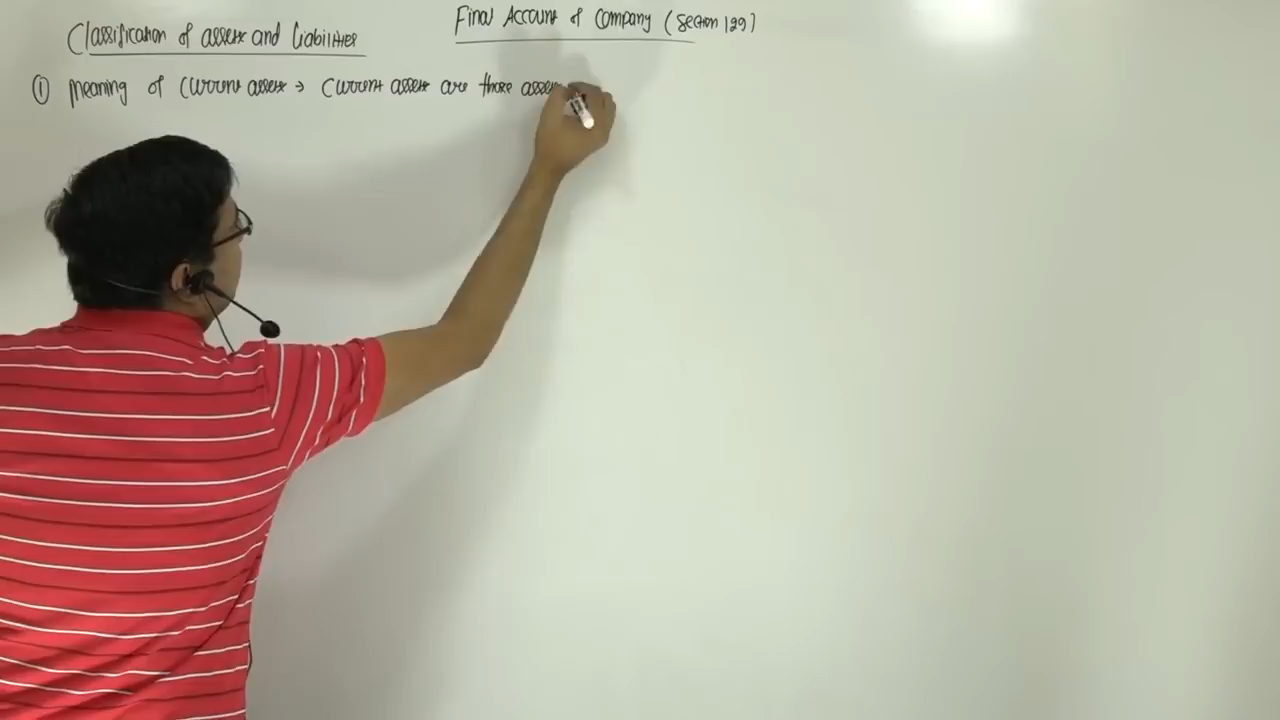 Final Account of Company (Section 129)
Classification of assets and Liabilities
① Meaning of Current assets → Current assets are those assets